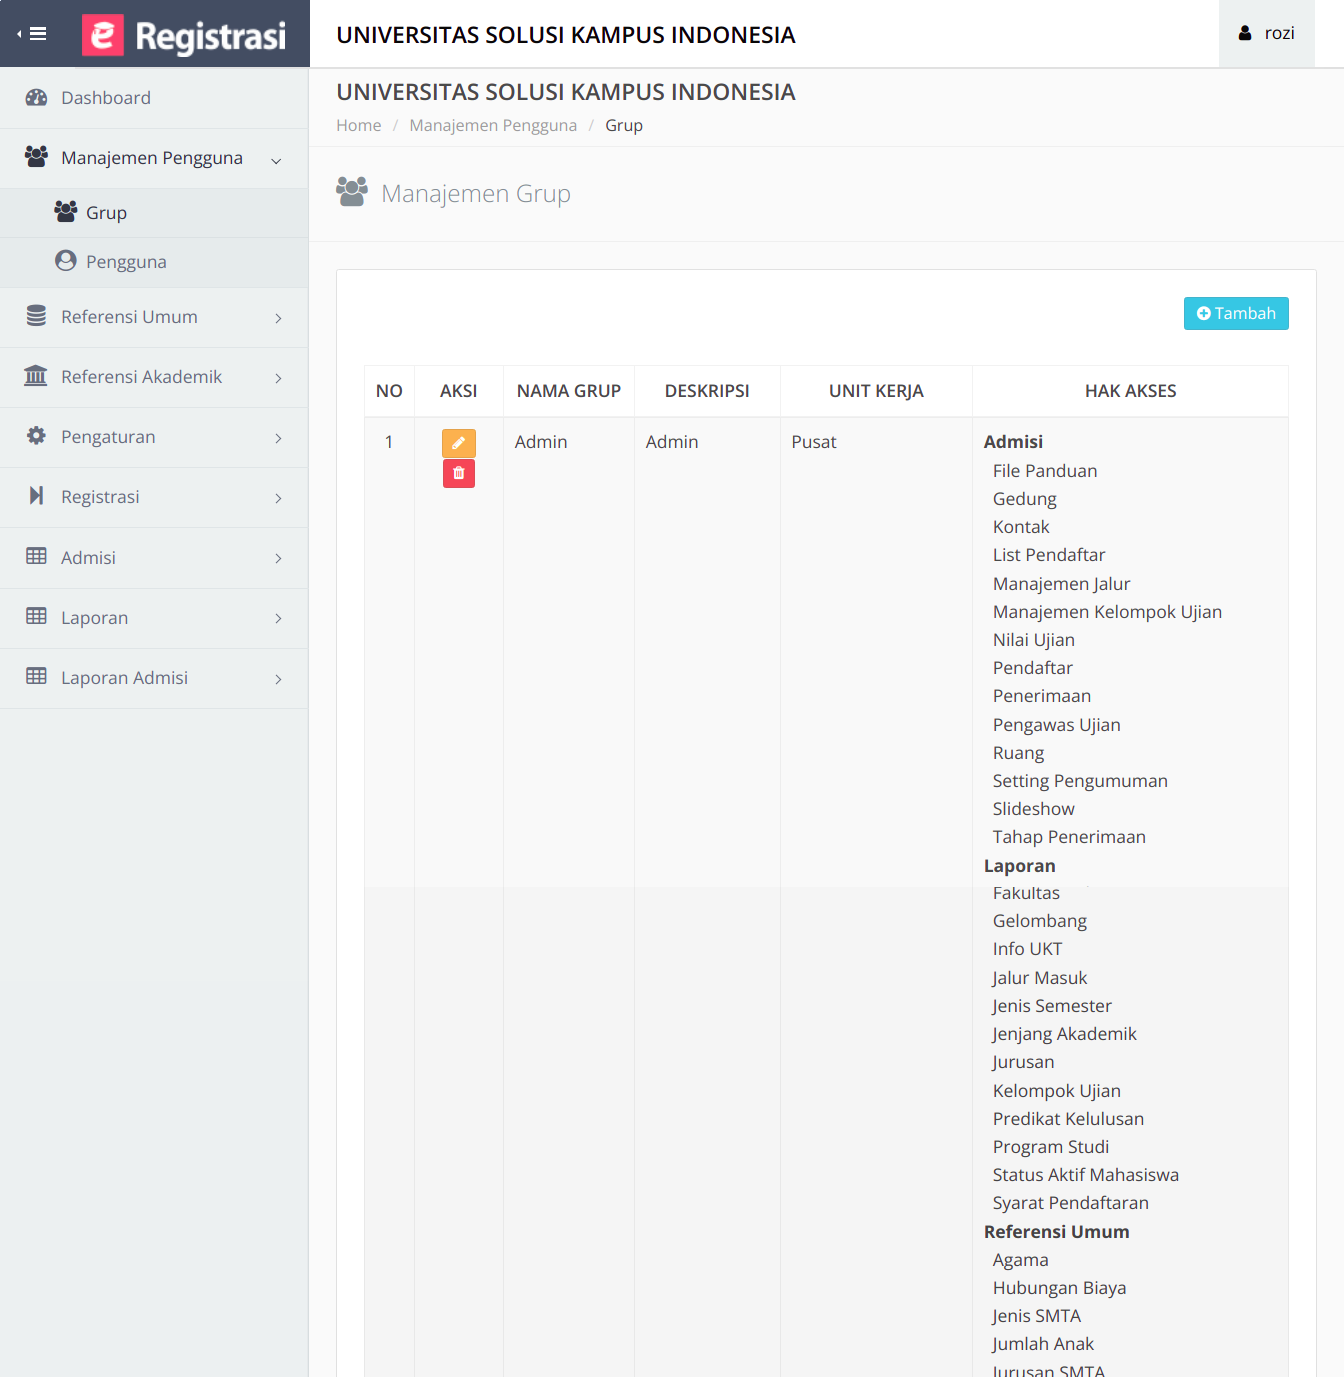 Registrasi
UNIVERSITAS SOLUSI KAMPUS INDONESIA
rozi
Dashboard
Manajemen Pengguna
Grup
Pengguna
Referensi Umum
Referensi Akademik
Pengaturan
Registrasi
Admisi
Laporan
Laporan Admisi
UNIVERSITAS SOLUSI KAMPUS INDONESIA
Home / Manajemen Pengguna / Grup
Manajemen Grup
Tambah
NO AKSI NAMA GRUP DESKRIPSI UNIT KERJA HAK AKSES
1 Admin Admin Pusat Admisi
File Panduan
Gedung
Kontak
List Pendaftar
Manajemen Jalur
Manajemen Kelompok Ujian
Nilai Ujian
Pendaftar
Penerimaan
Pengawas Ujian
Ruang
Setting Pengumuman
Slideshow
Tahap Penerimaan
Laporan
Fakultas
Gelombang
Info UKT
Jalur Masuk
Jenis Semester
Jenjang Akademik
Jurusan
Kelompok Ujian
Predikat Kelulusan
Program Studi
Status Aktif Mahasiswa
Syarat Pendaftaran
Referensi Umum
Agama
Hubungan Biaya
Jenis SMTA
Jumlah Anak
Jurusan SMTA